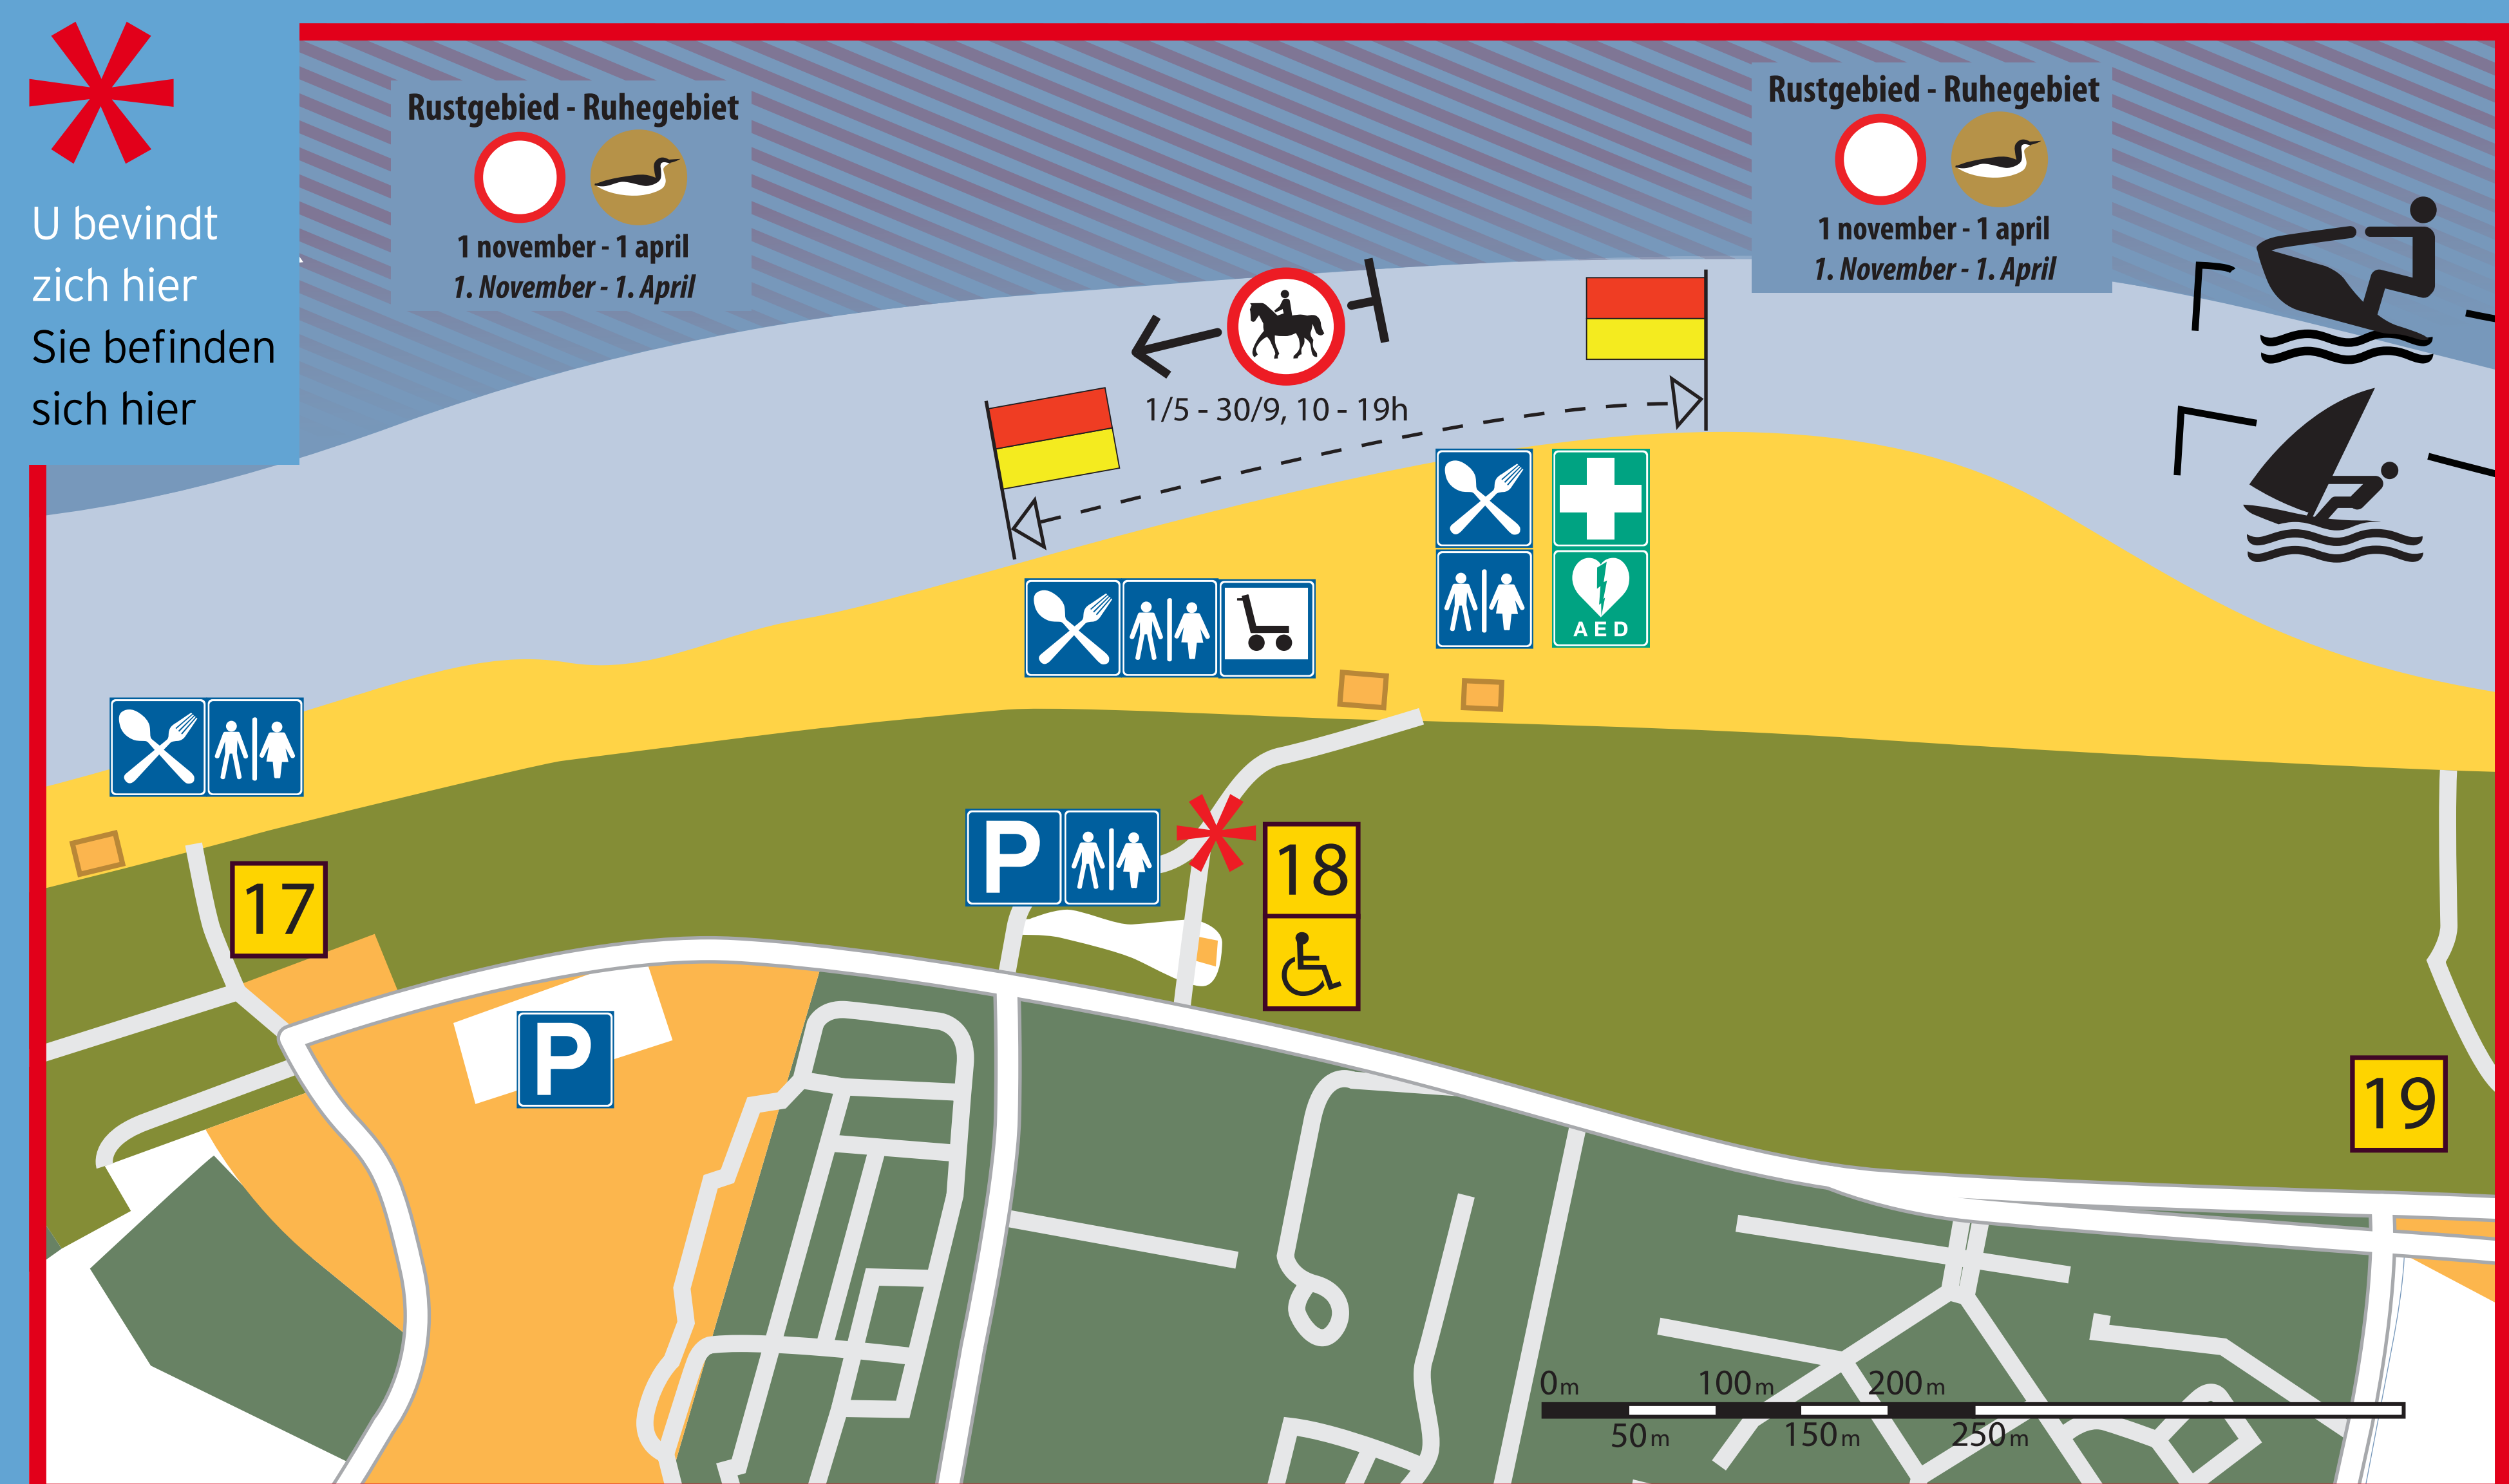 U bevindt
zich hier
Sie befinden
sich hier
Rustgebied - Ruhegebiet
1 november - 1 april
1. November - 1. April
Rustgebied - Ruhegebiet
1 november - 1 april
1. November - 1. April
1/5 - 30/9, 10 - 19h
AED
P
17
18
P
19
0m 100m 200m
50m 150m 250m